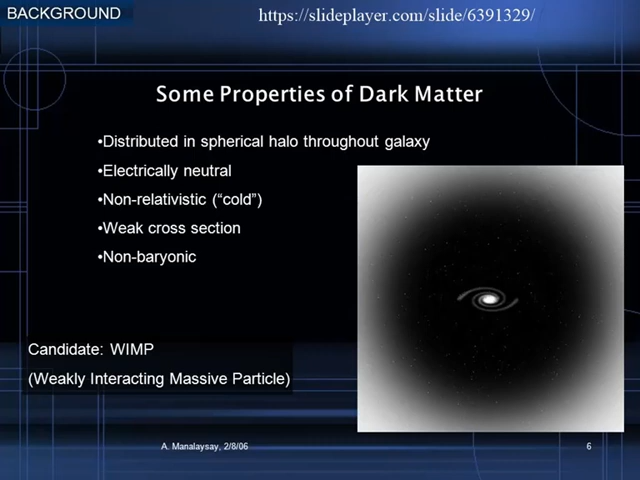 BACKGROUND
https://slideplayer.com/slide/6391329/
Some Properties of Dark Matter
•Distributed in spherical halo throughout galaxy
•Electrically neutral
•Non-relativistic (“cold”)
•Weak cross section
•Non-baryonic
Candidate: WIMP
(Weakly Interacting Massive Particle)
A. Manalaysay, 2/8/06
6